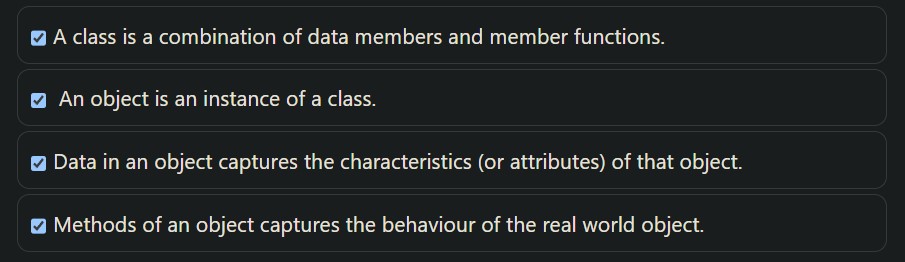 A class is a combination of data members and member functions.
An object is an instance of a class.
Data in an object captures the characteristics (or attributes) of that object.
Methods of an object captures the behaviour of the real world object.